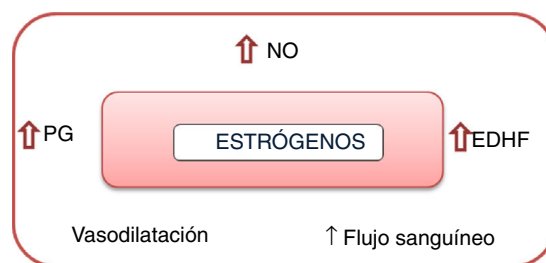 NO
PG
ESTRÓGENOS
EDHF
Vasodilatación
↑ Flujo sanguíneo